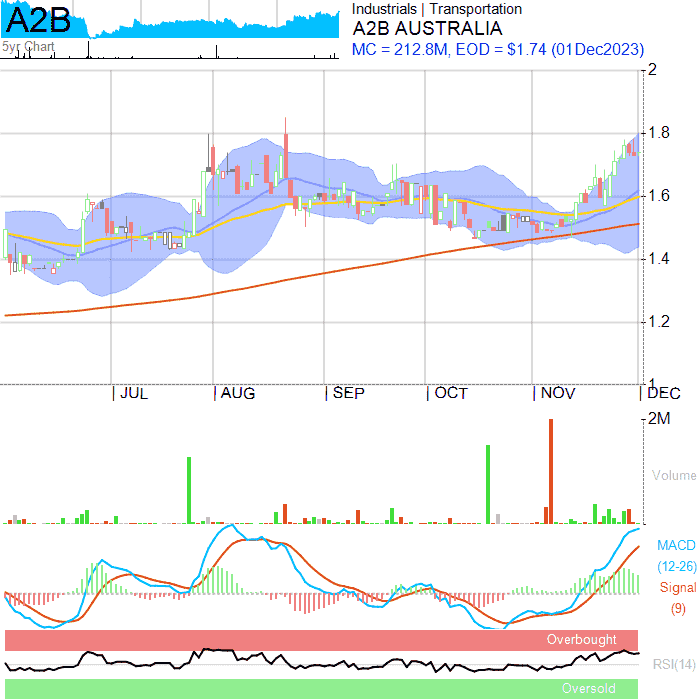 A2B
5yr Chart
Industrials | Transportation
A2B AUSTRALIA
MC = 212.8M, EOD = $1.74 (01Dec2023)
2
1.8
1.6
1.4
1.2
1
JUL AUG SEP OCT NOV DEC
2M
Volume
MACD
(12-26)
Signal
(9)
Overbought
RSI(14)
Oversold